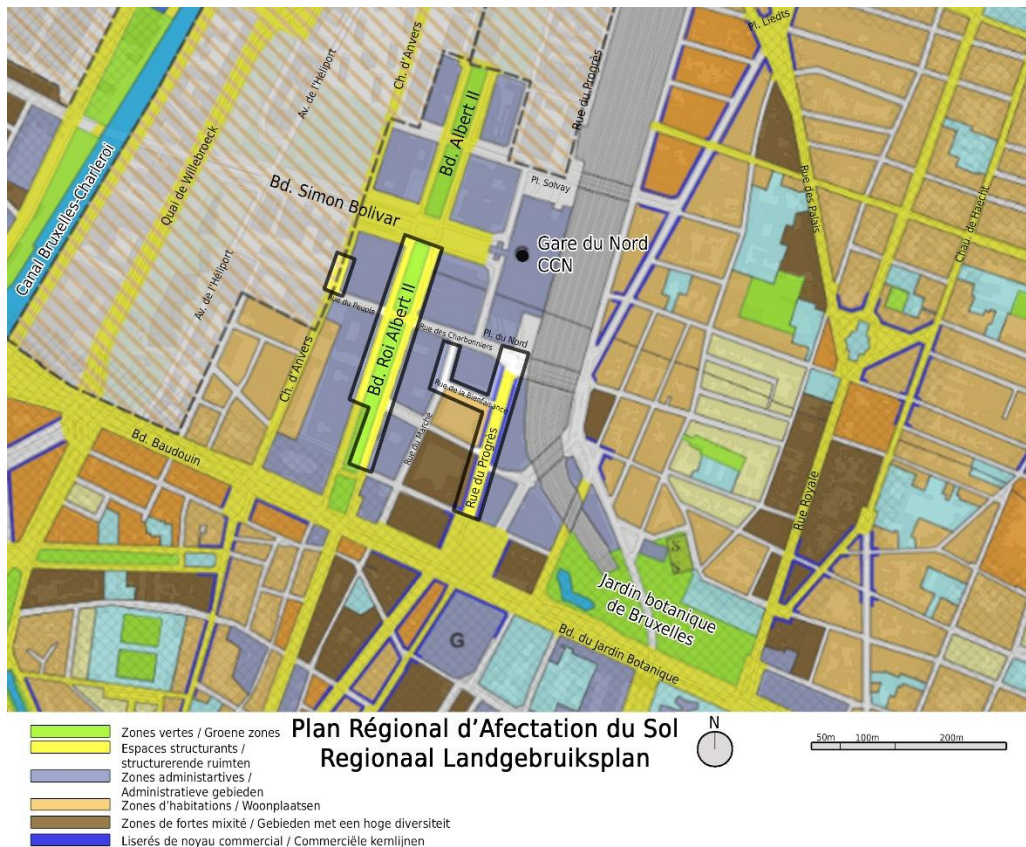 Pl. Liedts
Ch. d'Anvers
Rue du Progrès
Av. de l'Héliport
Bd. Albert II
Canal Bruxelles-Charleroi
Quai de Willebroeck
Pl. Solvay
Rue des Palais
Chau. de Haecht
Bd. Simon Bolivar
Gare du Nord
CCN
Av. de l'Héliport
Rue du Peuple
Bd. Roi Albert II
Rue des Charbonniers
Pl. du Nord
Ch. d'Anvers
Rue de la Bienfaisance
Rue du Marché
Bd. Baudouin
Rue du Progrès
Rue Royale
Jardin botanique
de Bruxelles
G
Bd. du Jardin Botanique
Plan Régional d'Afectation du Sol
Regionaal Landgebruiksplan
N
50m 100m 200m
Zones vertes / Groene zones
Espaces structurants /
structurerende ruimten
Zones administartives /
Administratieve gebieden
Zones d'habitations / Woonplaatsen
Zones de fortes mixité / Gebieden met een hoge diversiteit
Liserés de noyau commercial / Commerciële kernlijnen